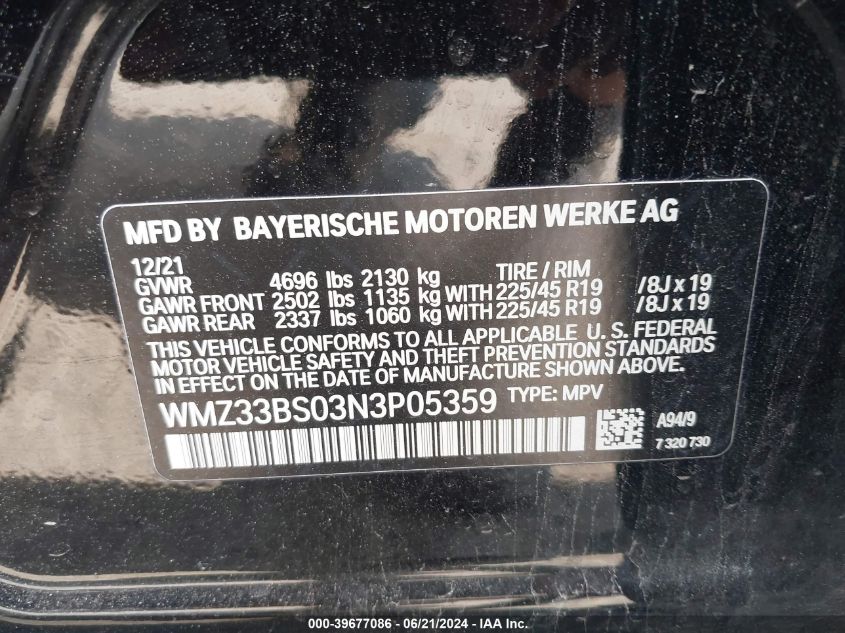 MFD BY BAYERISCHE MOTOREN WERKE AG
12/21 TIRE / RIM
GVWR 4696 lbs 2130 kg
GAWR FRONT 2502 lbs 1135 kg WITH 225/45 R19 /8J x 19
GAWR REAR 2337 lbs 1060 kg WITH 225/45 R19 /8J x 19
THIS VEHICLE CONFORMS TO ALL APPLICABLE U. S. FEDERAL
MOTOR VEHICLE SAFETY AND THEFT PREVENTION STANDARDS
IN EFFECT ON THE DATE OF MANUFACTURE SHOWN ABOVE.
WMZ33BS03N3P05359 TYPE: MPV
A94/9
7 320 730
000-39677086 - 06/21/2024 - IAA Inc.